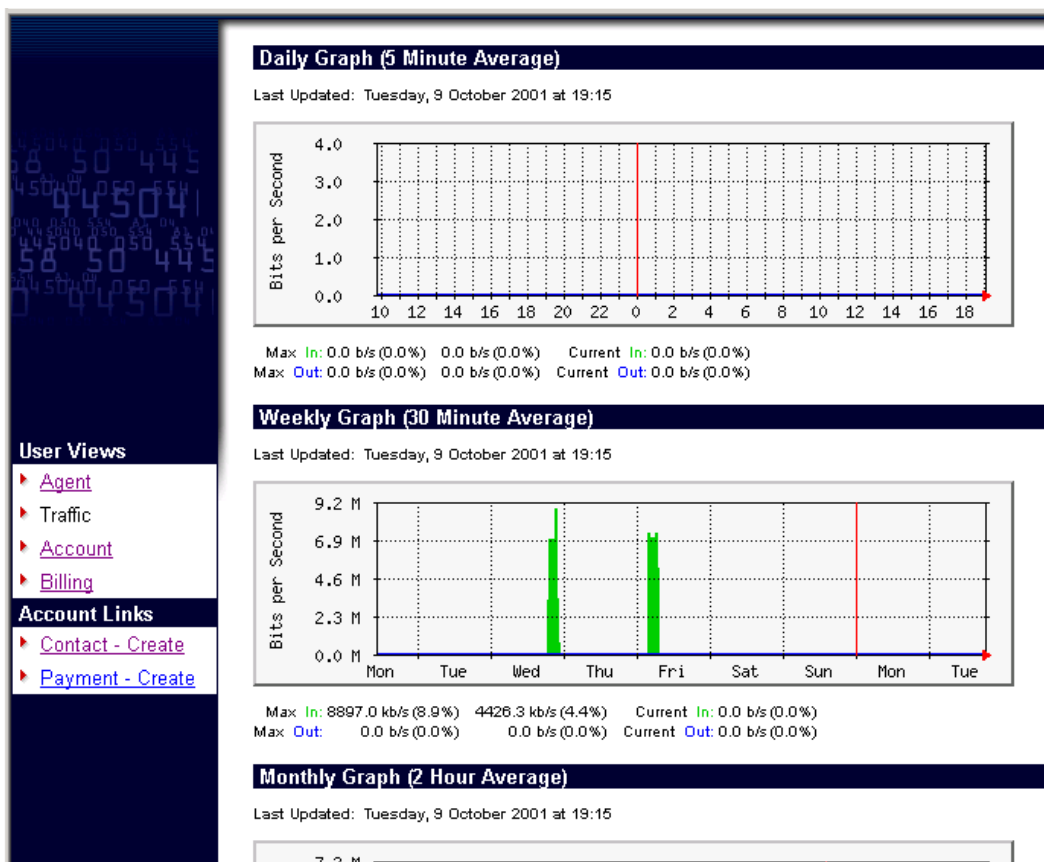 Daily Graph (5 Minute Average)
Last Updated: Tuesday, 9 October 2001 at 19:15
Bits per Second
4.0
3.0
2.0
1.0
0.0
10 12 14 16 18 20 22 0 2 4 6 8 10 12 14 16 18
Max In: 0.0 b/s (0.0%) 0.0 b/s (0.0%) Current In: 0.0 b/s (0.0%)
Max Out: 0.0 b/s (0.0%) 0.0 b/s (0.0%) Current Out: 0.0 b/s (0.0%)
Weekly Graph (30 Minute Average)
Last Updated: Tuesday, 9 October 2001 at 19:15
Bits per Second
9.2 M
6.9 M
4.6 M
2.3 M
0.0 M
Mon Tue Wed Thu Fri Sat Sun Mon Tue
Max In: 8897.0 kb/s (8.9%) 4426.3 kb/s (4.4%) Current In: 0.0 b/s (0.0%)
Max Out: 0.0 b/s (0.0%) 0.0 b/s (0.0%) Current Out: 0.0 b/s (0.0%)
Monthly Graph (2 Hour Average)
Last Updated: Tuesday, 9 October 2001 at 19:15
58 50 445
445041
58 50 445
445041
User Views
Agent
Traffic
Account
Billing
Account Links
Contact - Create
Payment - Create